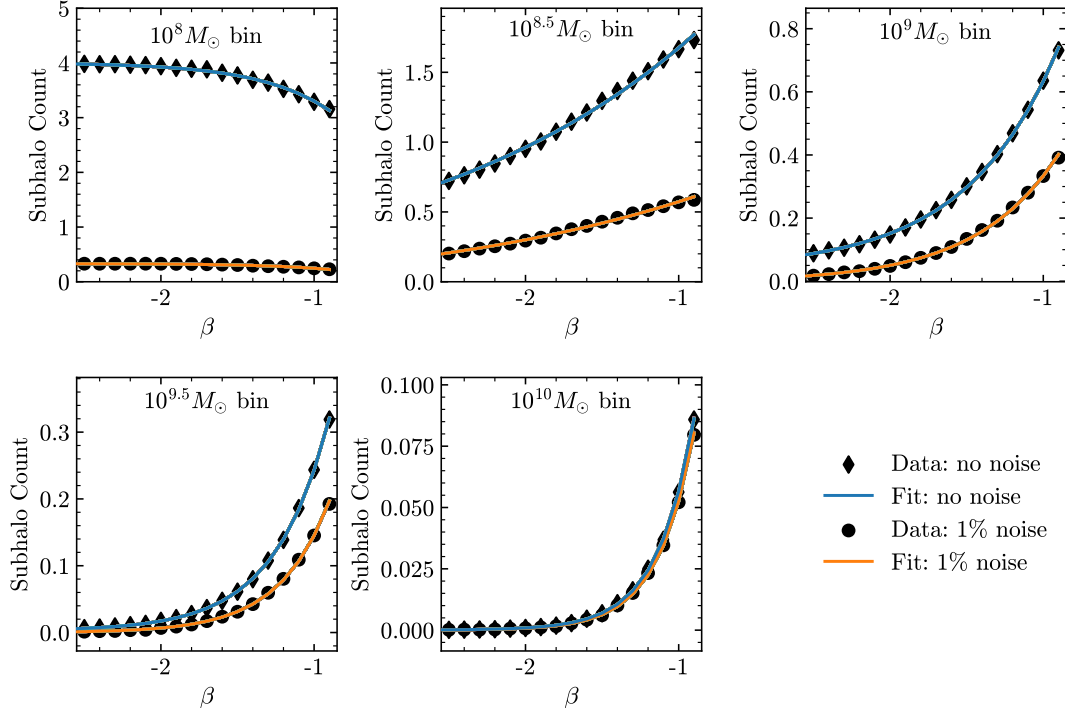 10^8 M_⊙ bin
Subhalo Count
5
4
3
2
1
0
-2
-1
β
10^{8.5} M_⊙ bin
Subhalo Count
1.5
1.0
0.5
0.0
-2
-1
β
10^9 M_⊙ bin
Subhalo Count
0.8
0.6
0.4
0.2
0.0
-2
-1
β
10^{9.5} M_⊙ bin
Subhalo Count
0.3
0.2
0.1
0.0
-2
-1
β
10^{10} M_⊙ bin
Subhalo Count
0.100
0.075
0.050
0.025
0.000
-2
-1
β
Data: no noise
Fit: no noise
Data: 1% noise
Fit: 1% noise